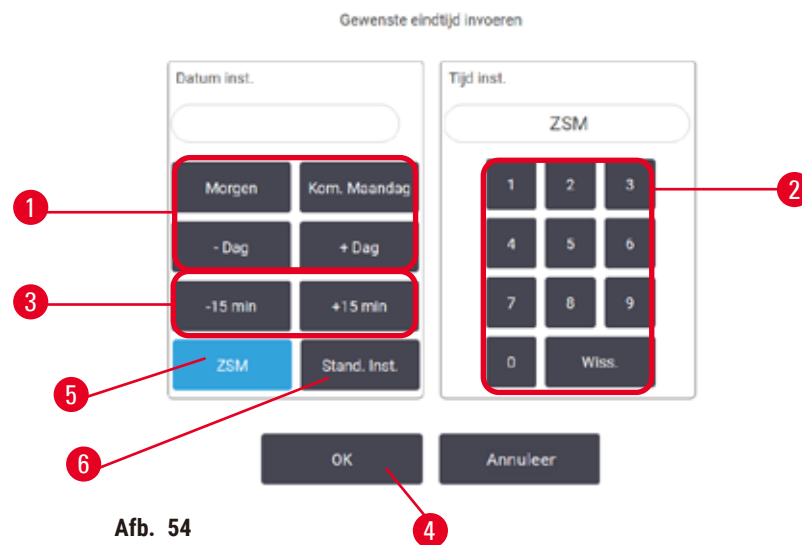 Gewenste eindtijd invoeren
Datum inst.
Tijd inst.
ZSM
Morgen
Kom. Maandag
1
2
3
2
1
- Dag
+ Dag
4
5
6
3
-15 min
+15 min
7
8
9
ZSM
Stand. Inst.
0
Wiss.
5
6
OK
Annuleer
4
Afb. 54